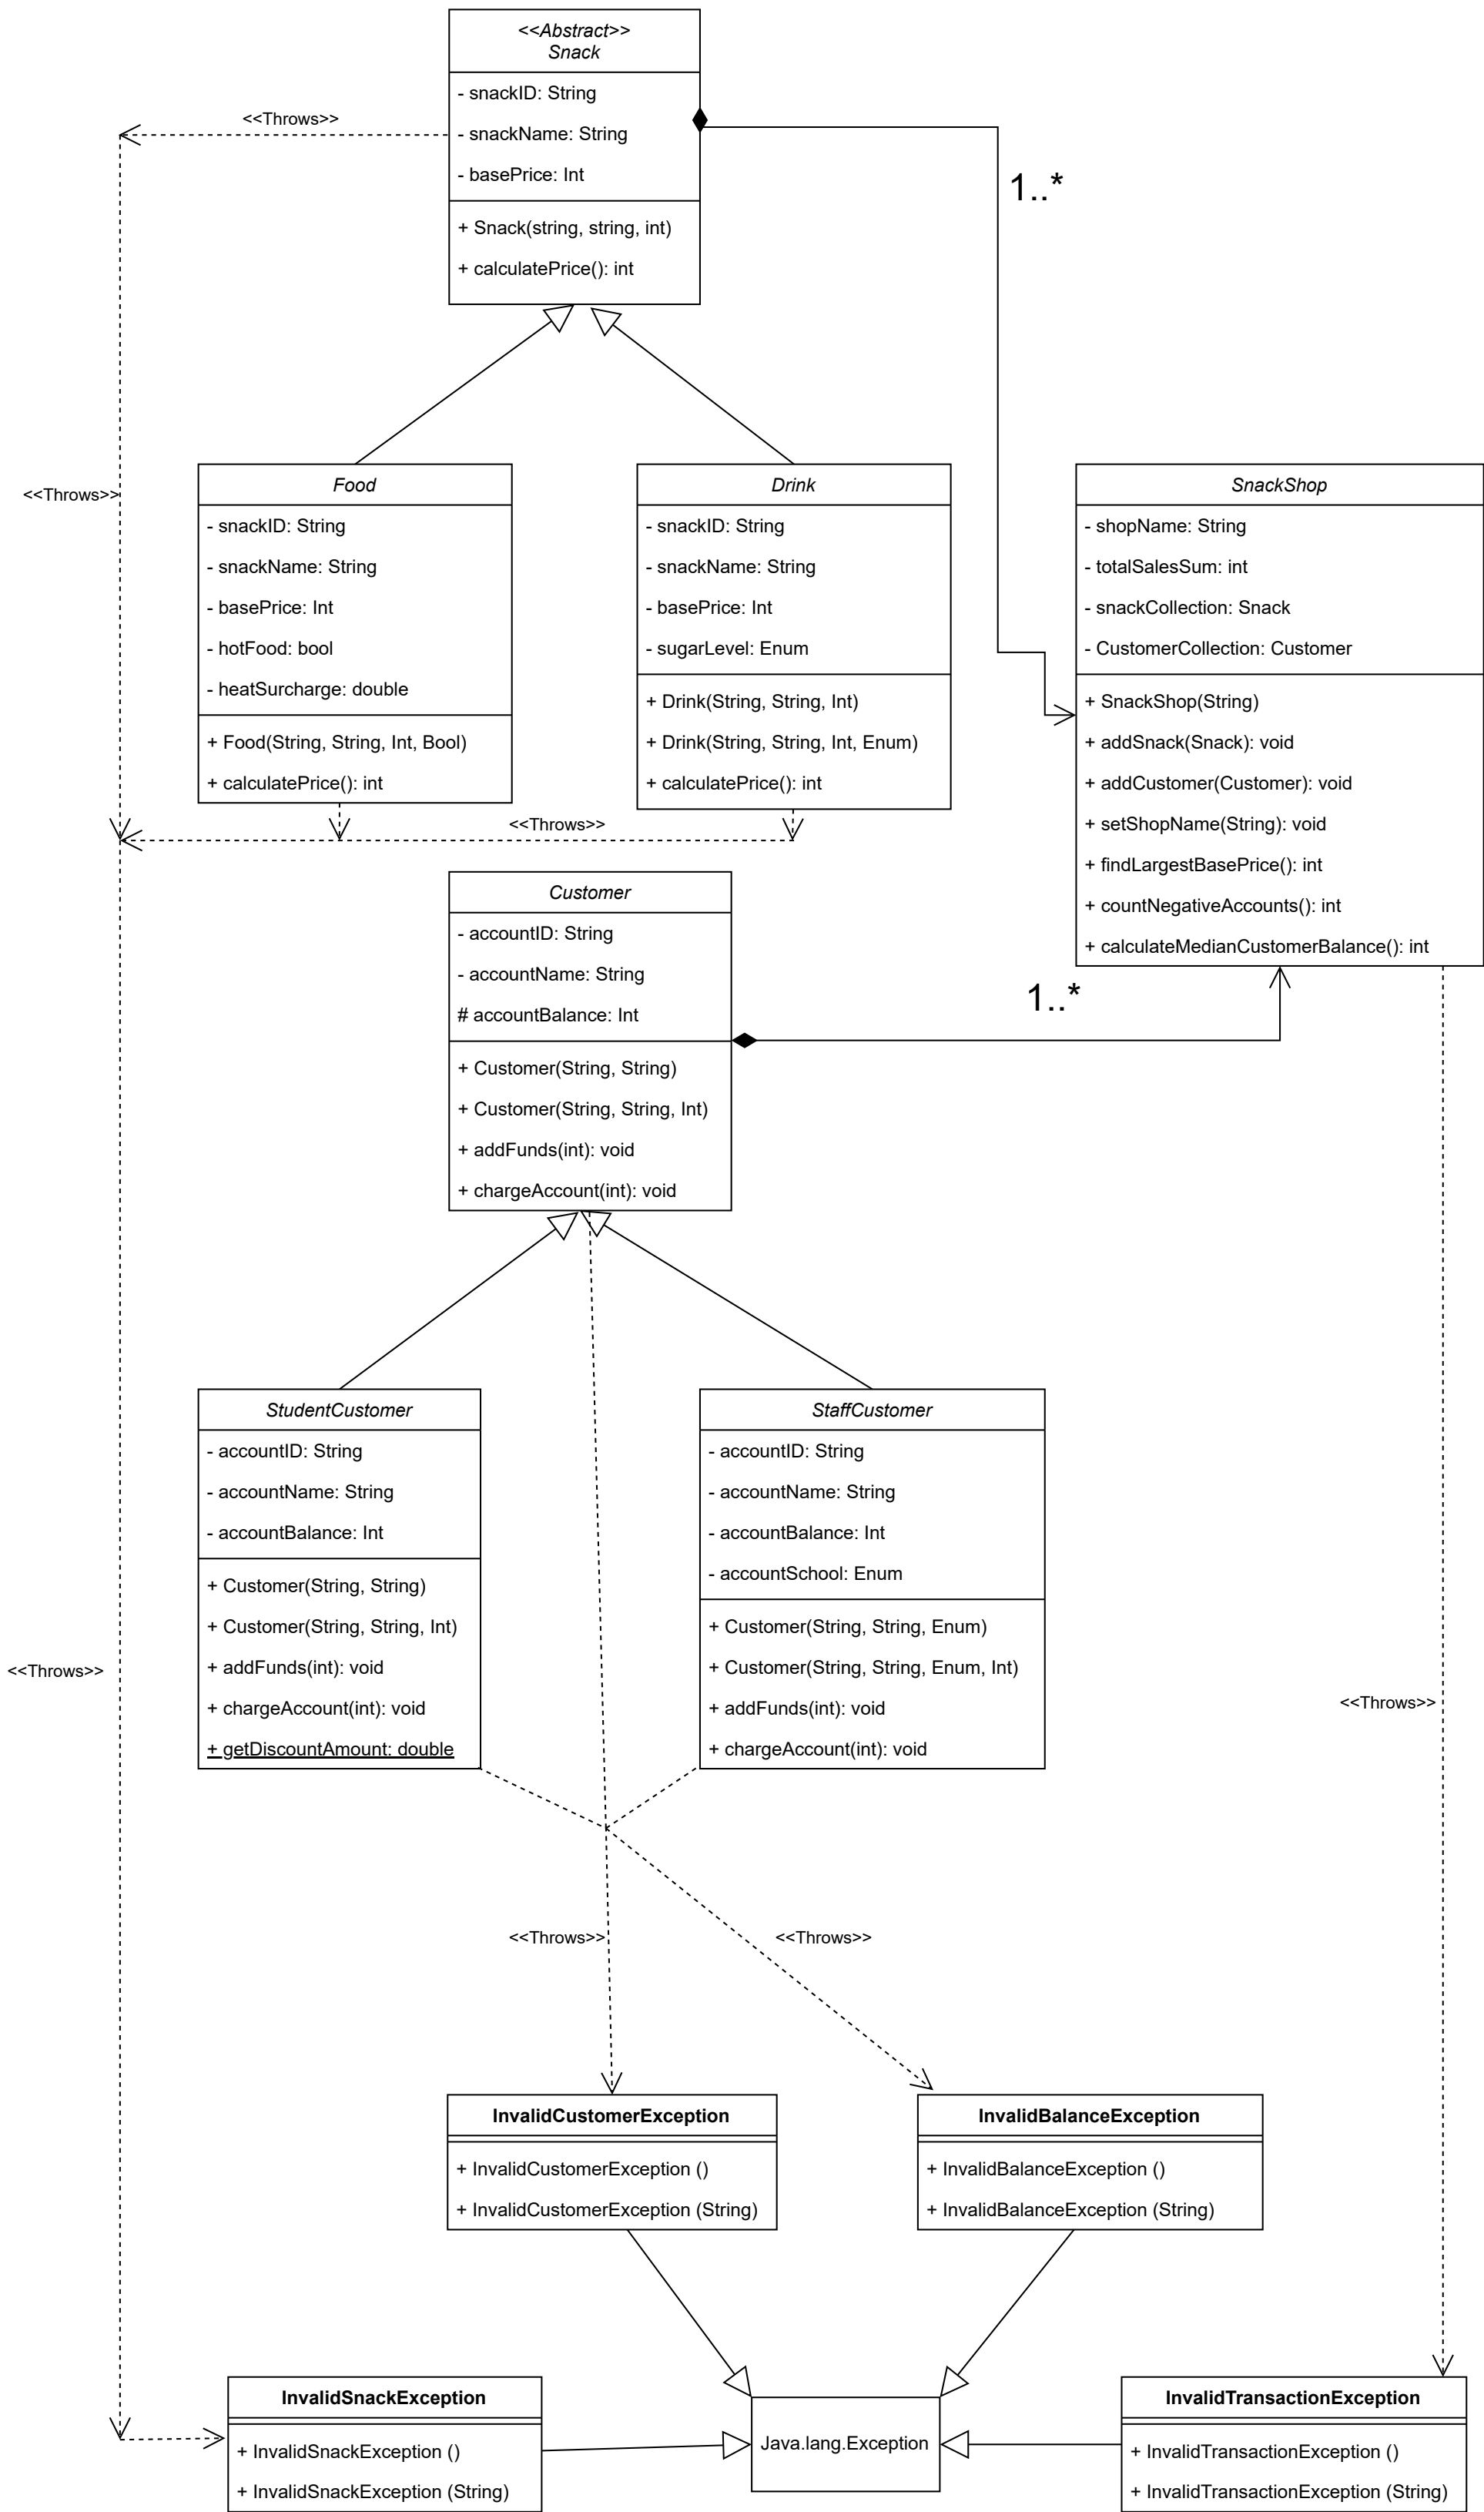 <<Abstract>>
Snack
- snackID: String
- snackName: String
- basePrice: Int
+ Snack(string, string, int)
+ calculatePrice(): int
<<Throws>>
1..*
<<Throws>>
Food
- snackID: String
- snackName: String
- basePrice: Int
- hotFood: bool
- heatSurcharge: double
+ Food(String, String, Int, Bool)
+ calculatePrice(): int
Drink
- snackID: String
- snackName: String
- basePrice: Int
- sugarLevel: Enum
+ Drink(String, String, Int)
+ Drink(String, String, Int, Enum)
+ calculatePrice(): int
SnackShop
- shopName: String
- totalSalesSum: int
- snackCollection: Snack
- CustomerCollection: Customer
+ SnackShop(String)
+ addSnack(Snack): void
+ addCustomer(Customer): void
+ setShopName(String): void
+ findLargestBasePrice(): int
+ countNegativeAccounts(): int
+ calculateMedianCustomerBalance(): int
<<Throws>>
Customer
- accountID: String
- accountName: String
# accountBalance: Int
+ Customer(String, String)
+ Customer(String, String, Int)
+ addFunds(int): void
+ chargeAccount(int): void
1..*
StudentCustomer
- accountID: String
- accountName: String
- accountBalance: Int
+ Customer(String, String)
+ Customer(String, String, Int)
+ addFunds(int): void
+ chargeAccount(int): void
+ getDiscountAmount: double
StaffCustomer
- accountID: String
- accountName: String
- accountBalance: Int
- accountSchool: Enum
+ Customer(String, String, Enum)
+ Customer(String, String, Enum, Int)
+ addFunds(int): void
+ chargeAccount(int): void
<<Throws>>
<<Throws>>
<<Throws>>
<<Throws>>
InvalidCustomerException
+ InvalidCustomerException ()
+ InvalidCustomerException (String)
InvalidBalanceException
+ InvalidBalanceException ()
+ InvalidBalanceException (String)
InvalidSnackException
+ InvalidSnackException ()
+ InvalidSnackException (String)
Java.lang.Exception
InvalidTransactionException
+ InvalidTransactionException ()
+ InvalidTransactionException (String)